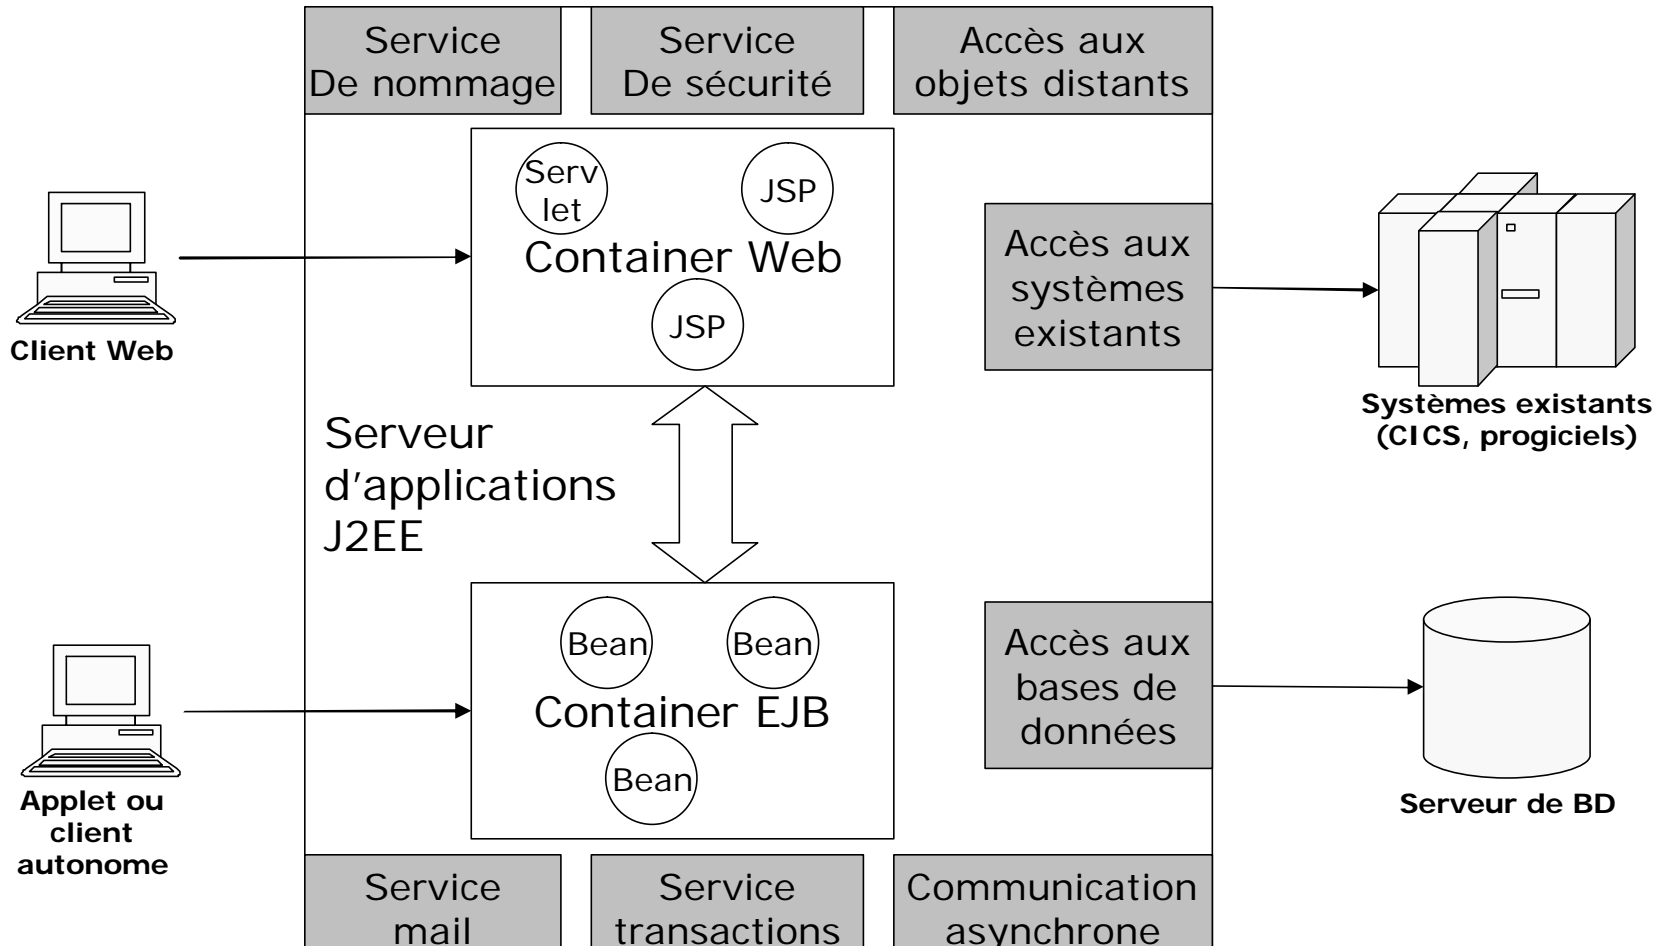 Service
De nommage
Service
De sécurité
Accès aux
objets distants
Serv
let
JSP
Container Web
JSP
Accès aux
systèmes
existants
Client Web
Systèmes existants
(CICS, progiciels)
Serveur
d'applications
J2EE
Bean
Bean
Container EJB
Bean
Accès aux
bases de
données
Applet ou
client
autonome
Serveur de BD
Service
mail
Service
transactions
Communication
asynchrone